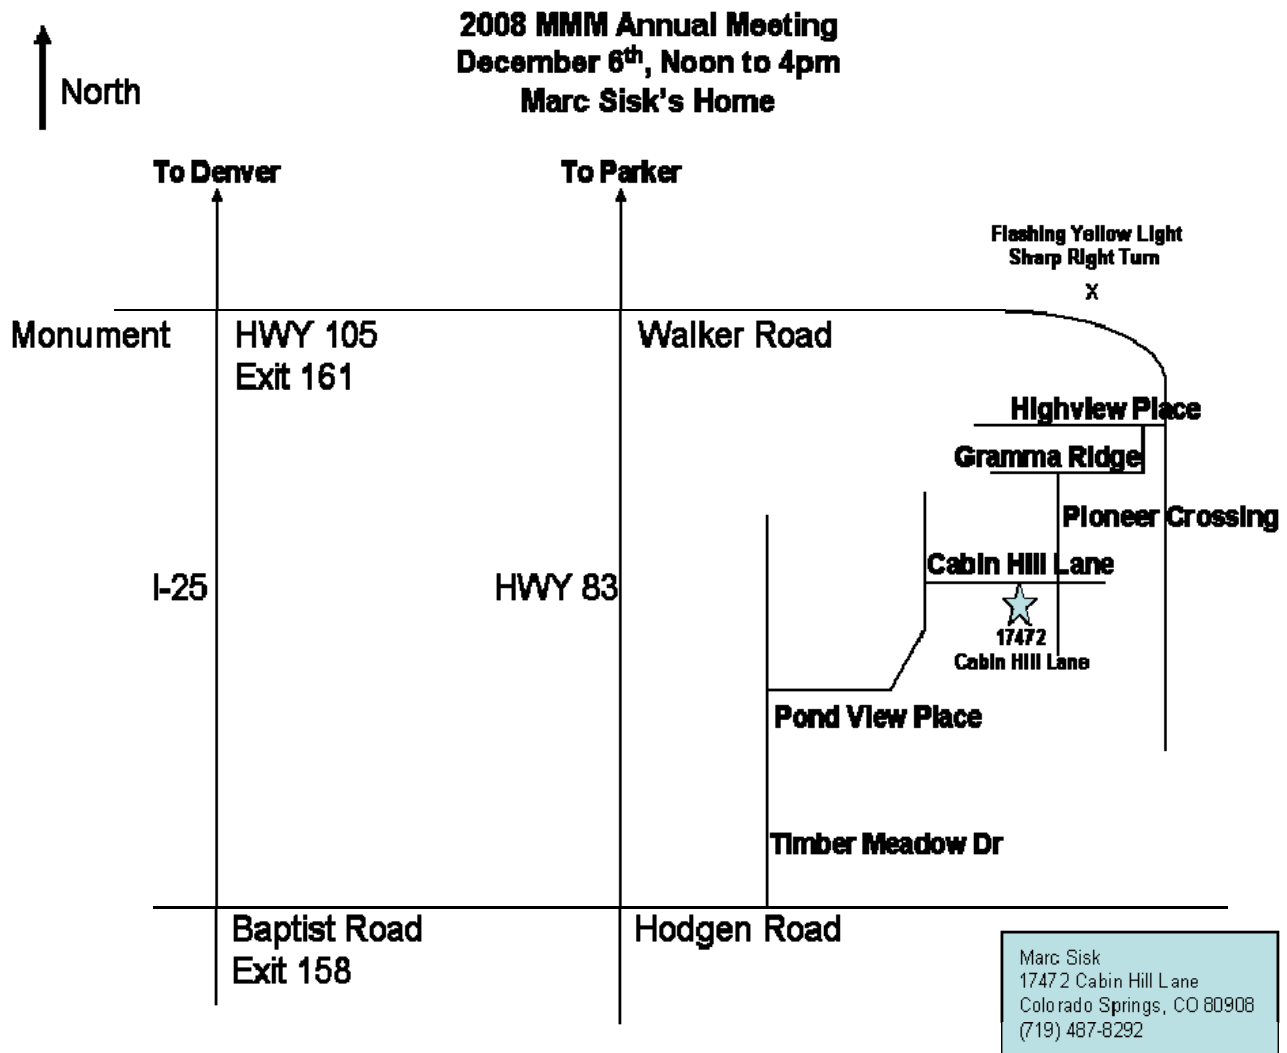 2008 MMM Annual Meeting
December 6th, Noon to 4pm
Marc Sisk's Home
North
To Denver
To Parker
Flashing Yellow Light
Sharp Right Turn
X
Monument
HWY 105
Exit 161
Walker Road
Highview Place
Gramma Ridge
Pioneer Crossing
Cabin Hill Lane
I-25
HWY 83
17472
Cabin Hill Lane
Pond View Place
Timber Meadow Dr
Baptist Road
Exit 158
Hodgen Road
Marc Sisk
17472 Cabin Hill Lane
Colorado Springs, CO 80908
(719) 487-8292